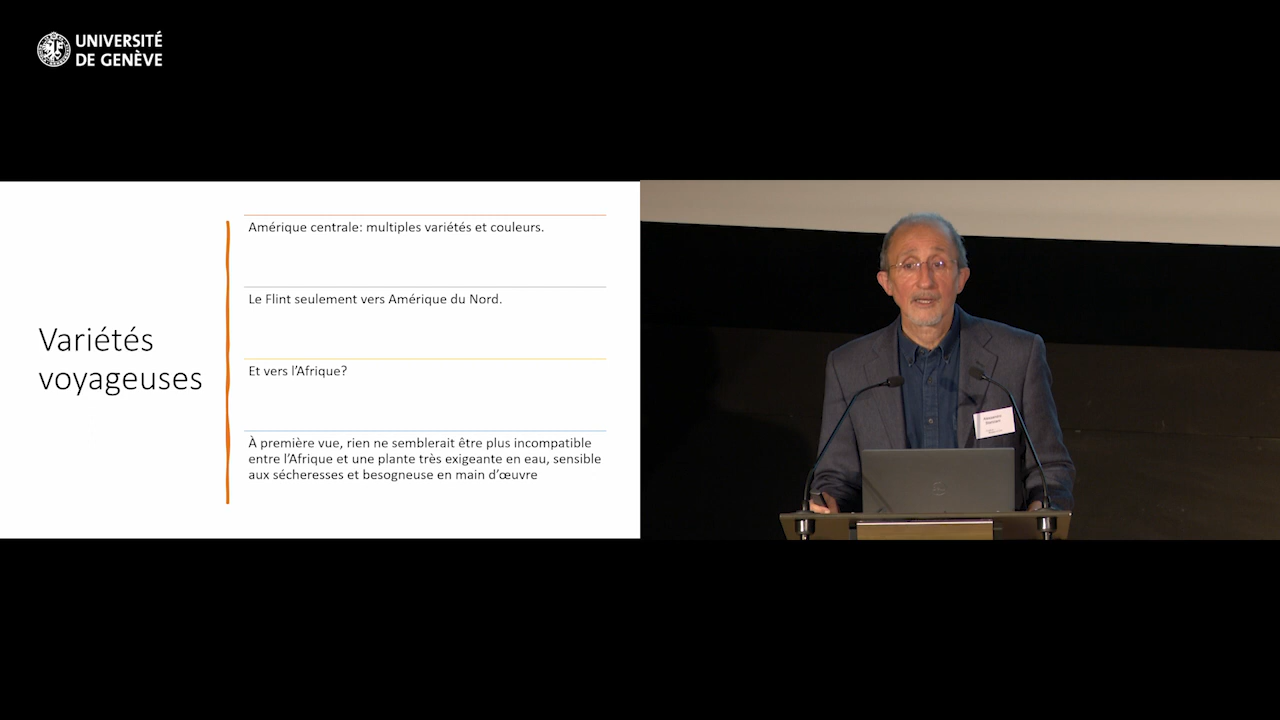 UNIVERSITÉ
DE GENÈVE
Variétés
voyageuses
Amérique centrale: multiples variétés et couleurs.
Le Flint seulement vers Amérique du Nord.
Et vers l’Afrique?
À première vue, rien ne semblerait être plus incompatible
entre l’Afrique et une plante très exigeante en eau, sensible
aux sécheresses et besogneuse en main d’œuvre